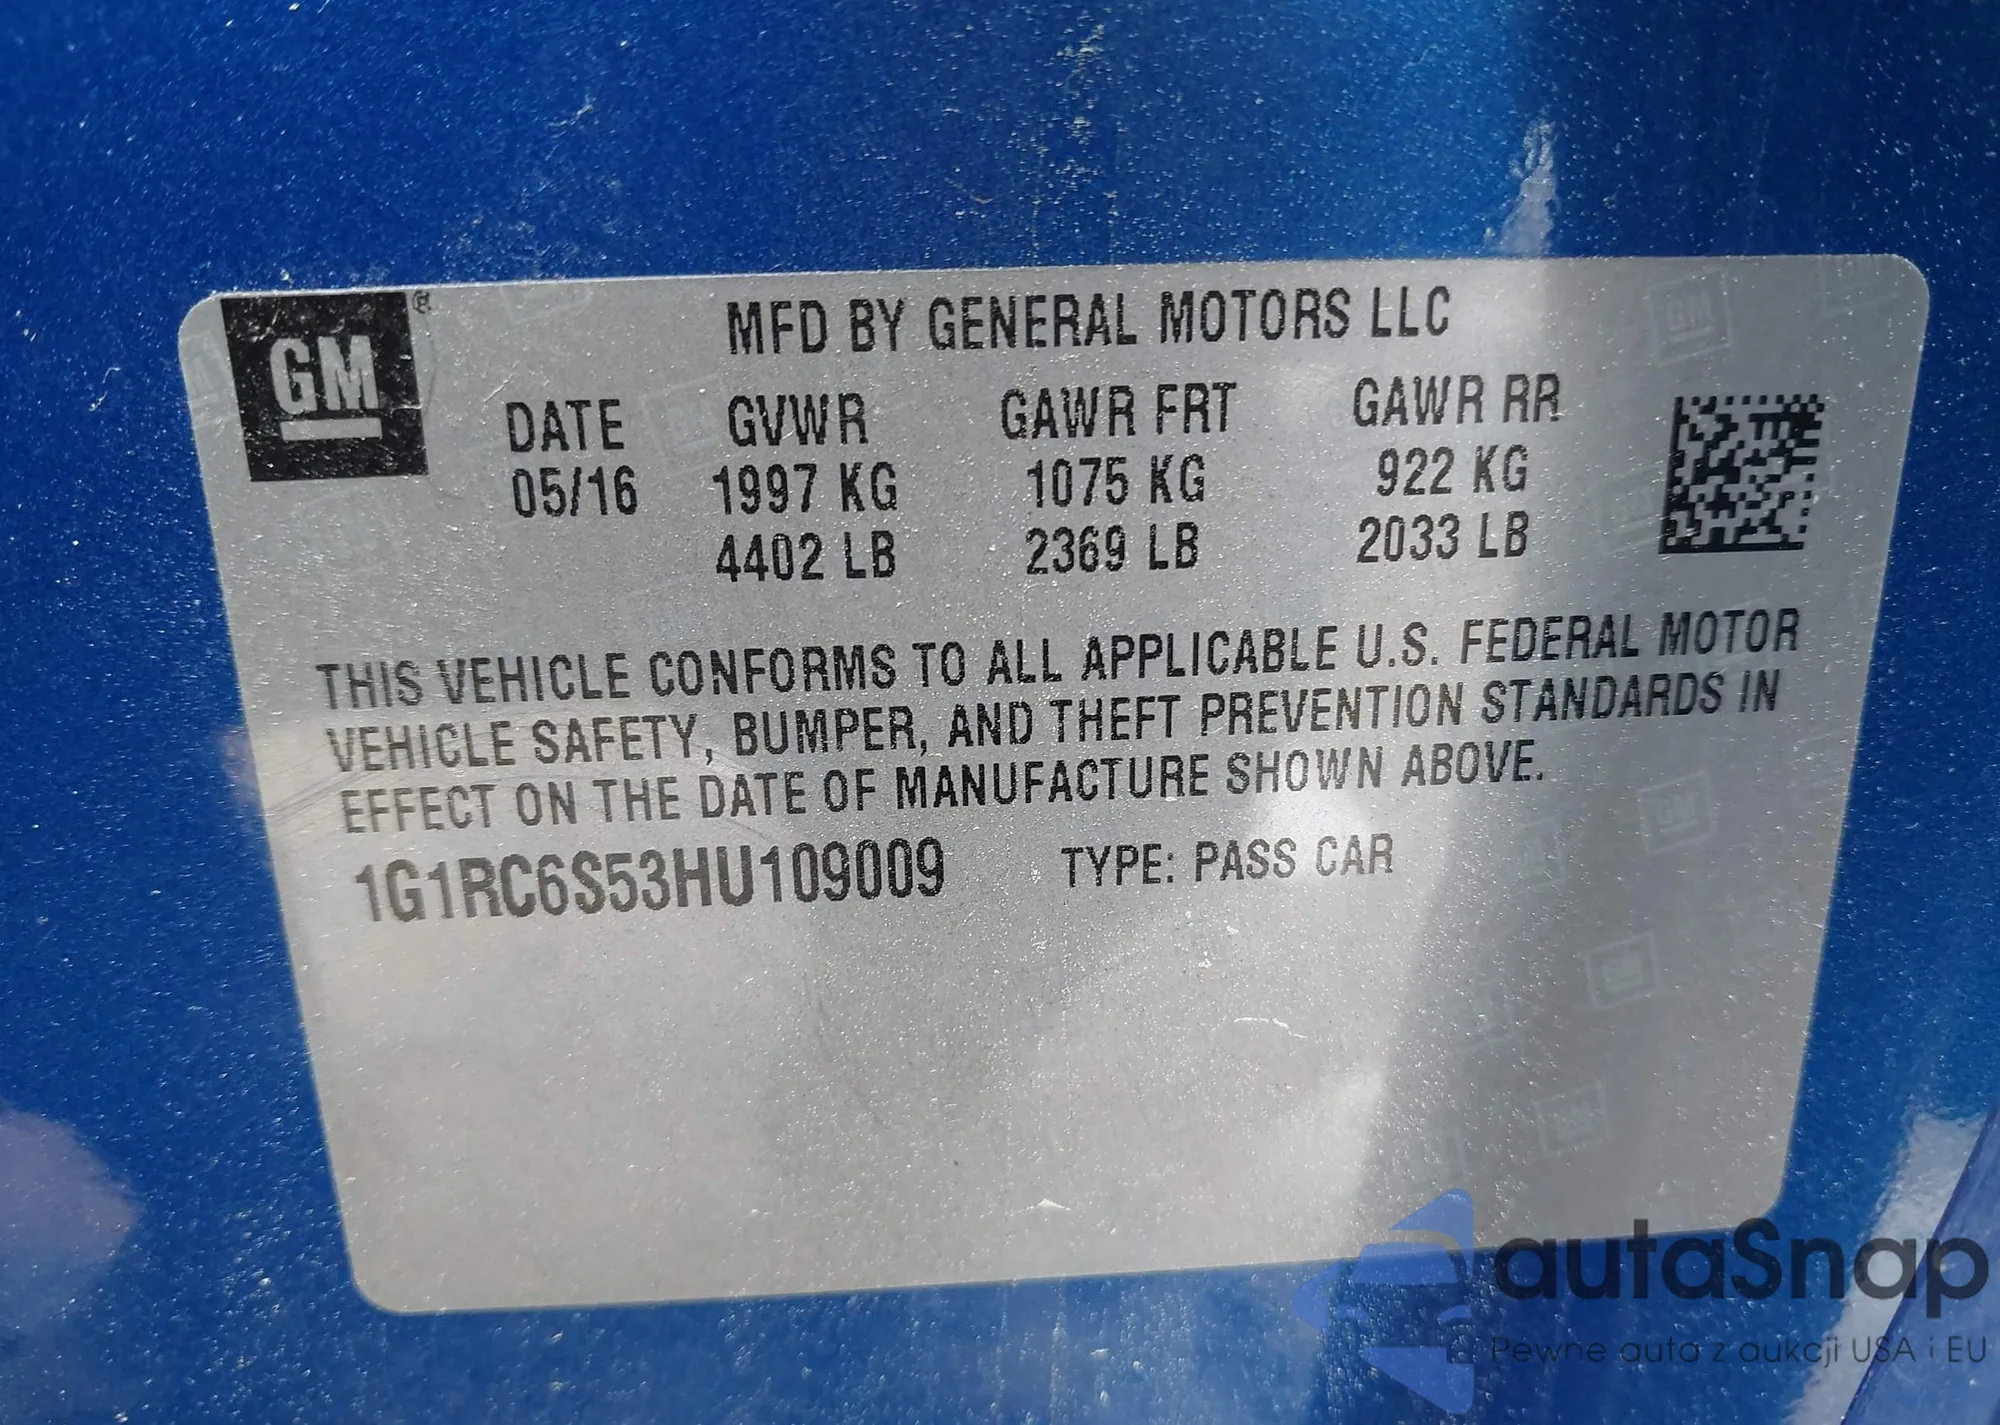 GM ®
MFD BY GENERAL MOTORS LLC
DATE GVWR GAWR FRT GAWR RR
05/16 1997 KG 1075 KG 922 KG
4402 LB 2369 LB 2033 LB
THIS VEHICLE CONFORMS TO ALL APPLICABLE U.S. FEDERAL MOTOR
VEHICLE SAFETY, BUMPER, AND THEFT PREVENTION STANDARDS IN
EFFECT ON THE DATE OF MANUFACTURE SHOWN ABOVE.
1G1RC6S53HU109009 TYPE: PASS CAR
autaSnap
Pewne auta z aukcji USA i EU